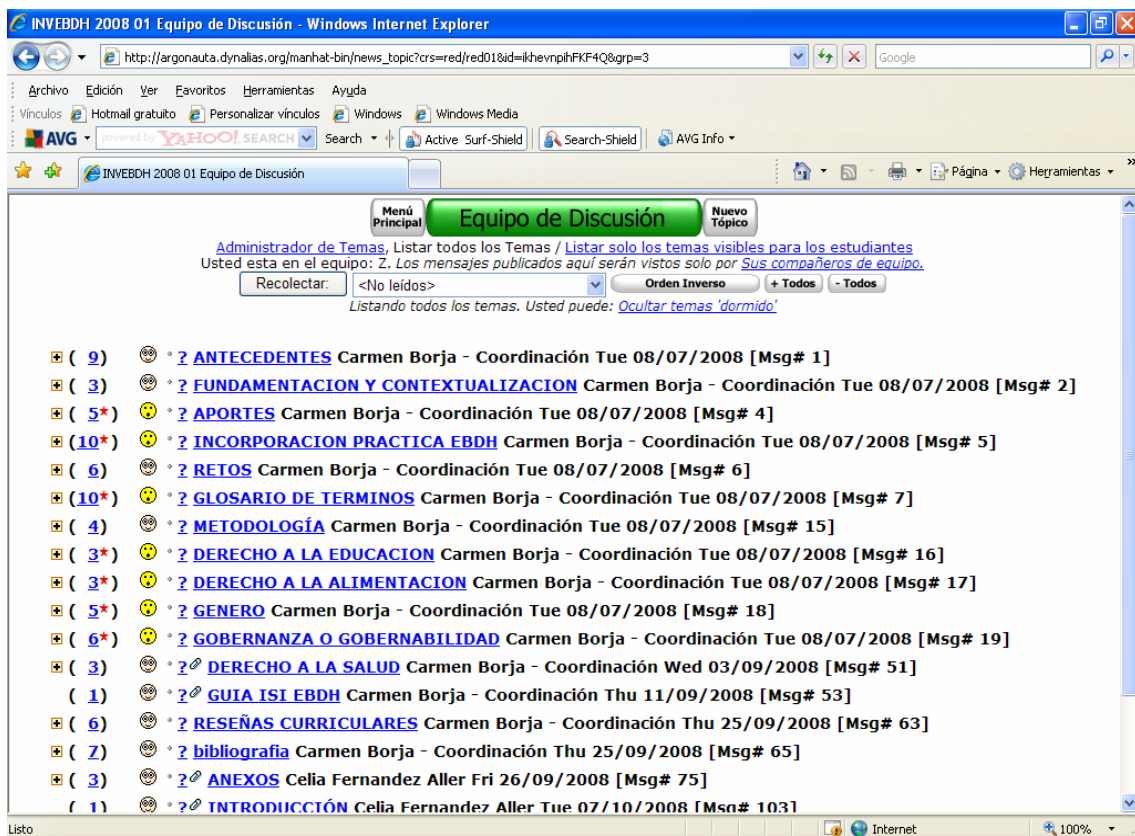 INVEBDH 2008 01 Equipo de Discusión - Windows Internet Explorer
http://argonauta.dynalias.org/manhat-bin/news_topic?crs=red/red01&id=ikhevnpihFKF4Q&grp=3 Google
Archivo Edición Ver Favoritos Herramientas Ayuda
Vínculos Hotmail gratuito Personalizar vínculos Windows Windows Media
AVG powered by YAHOO! SEARCH Search Active Surf-Shield Search-Shield AVG Info
INVEBDH 2008 01 Equipo de Discusión Página Herramientas »
Menú Principal Equipo de Discusión Nuevo Tópico
Administrador de Temas, Listar todos los Temas / Listar solo los temas visibles para los estudiantes
Usted esta en el equipo: Z. Los mensajes publicados aquí serán vistos solo por Sus compañeros de equipo.
Recolectar: <No leídos> Orden Inverso + Todos - Todos
Listando todos los temas. Usted puede: Ocultar temas 'dormido'
( 9) ° ? ANTECEDENTES Carmen Borja - Coordinación Tue 08/07/2008 [Msg# 1]
( 3) ° ? FUNDAMENTACION Y CONTEXTUALIZACION Carmen Borja - Coordinación Tue 08/07/2008 [Msg# 2]
( 5*) ° ? APORTES Carmen Borja - Coordinación Tue 08/07/2008 [Msg# 4]
(10*) ° ? INCORPORACION PRACTICA EBDH Carmen Borja - Coordinación Tue 08/07/2008 [Msg# 5]
( 6) ° ? RETOS Carmen Borja - Coordinación Tue 08/07/2008 [Msg# 6]
(10*) ° ? GLOSARIO DE TERMINOS Carmen Borja - Coordinación Tue 08/07/2008 [Msg# 7]
( 4) ° ? METODOLOGÍA Carmen Borja - Coordinación Tue 08/07/2008 [Msg# 15]
( 3*) ° ? DERECHO A LA EDUCACION Carmen Borja - Coordinación Tue 08/07/2008 [Msg# 16]
( 3*) ° ? DERECHO A LA ALIMENTACION Carmen Borja - Coordinación Tue 08/07/2008 [Msg# 17]
( 5*) ° ? GENERO Carmen Borja - Coordinación Tue 08/07/2008 [Msg# 18]
( 6*) ° ? GOBERNANZA O GOBERNABILIDAD Carmen Borja - Coordinación Tue 08/07/2008 [Msg# 19]
( 3) ° ? DERECHO A LA SALUD Carmen Borja - Coordinación Wed 03/09/2008 [Msg# 51]
( 1) ° ? GUIA ISI EBDH Carmen Borja - Coordinación Thu 11/09/2008 [Msg# 53]
( 6) ° ? RESEÑAS CURRICULARES Carmen Borja - Coordinación Thu 25/09/2008 [Msg# 63]
( 7) ° ? bibliografia Carmen Borja - Coordinación Thu 25/09/2008 [Msg# 65]
( 3) ° ? ANEXOS Celia Fernandez Aller Fri 26/09/2008 [Msg# 75]
( 1) ° ? INTRODUCCIÓN Celia Fernandez Aller Tue 07/10/2008 [Msg# 103]
Listo Internet 100%